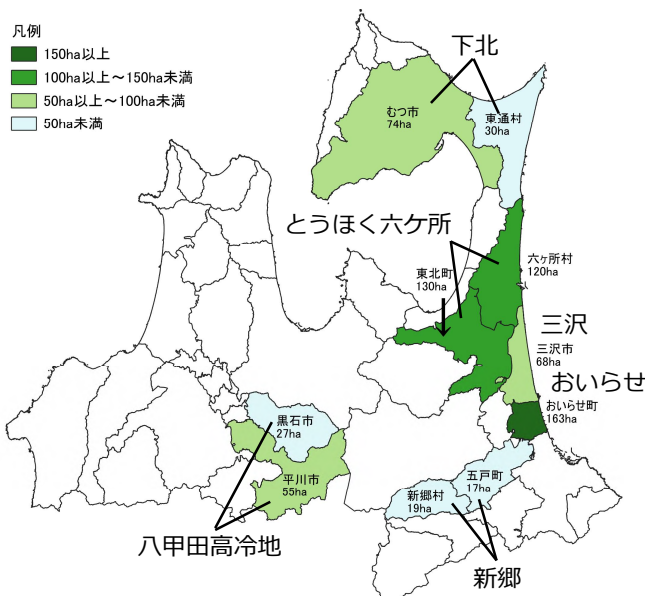 凡例
150ha以上
100ha以上～150ha未満
50ha以上～100ha未満
50ha未満
下北
むつ市
74ha
東通村
30ha
とうほく六ケ所
東北町
130ha
六ヶ所村
120ha
三沢
三沢市
68ha
おいらせ
おいらせ町
163ha
黒石市
27ha
平川市
55ha
五戸町
17ha
新郷村
19ha
八甲田高冷地
新郷